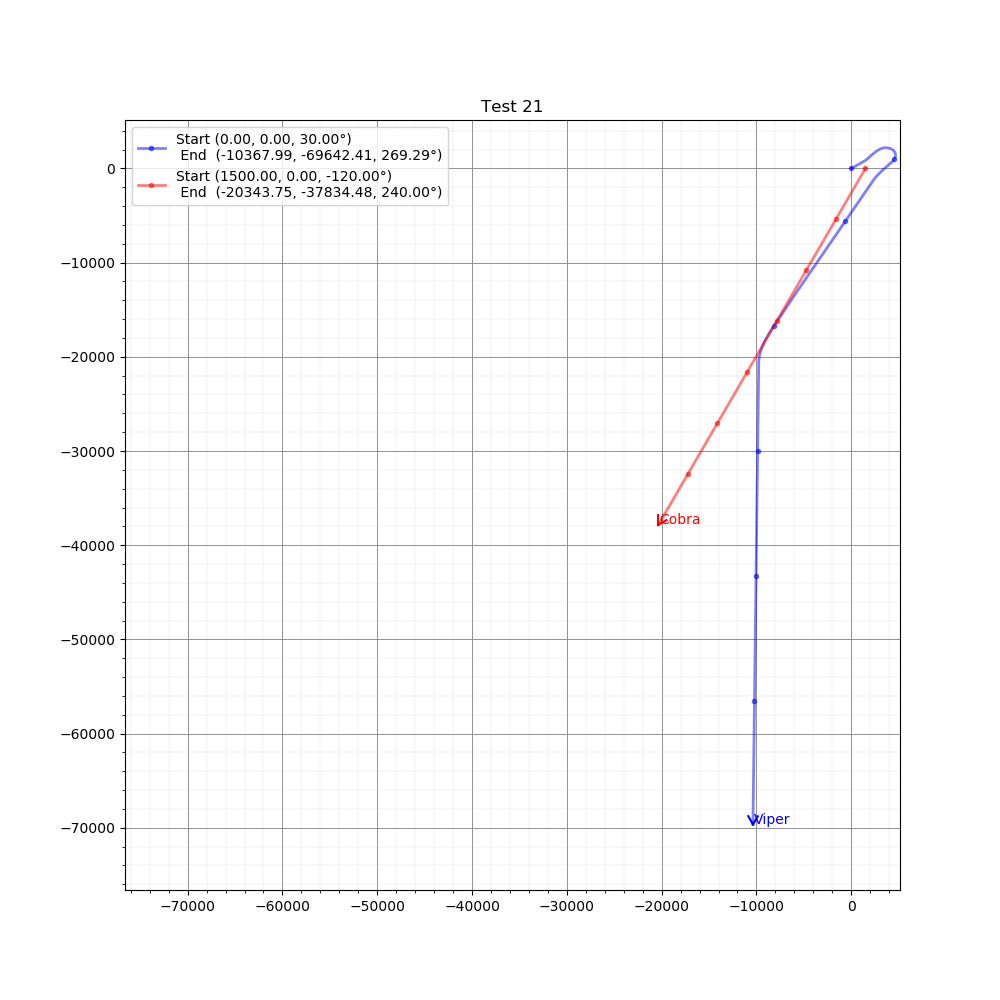 Test 21
Start (0.00, 0.00, 30.00°)
End  (-10367.99, -69642.41, 269.29°)
Start (1500.00, 0.00, -120.00°)
End  (-20343.75, -37834.48, 240.00°)
0
−10000
−20000
−30000
−40000
−50000
−60000
−70000
Cobra
Viper
−70000 −60000 −50000 −40000 −30000 −20000 −10000 0